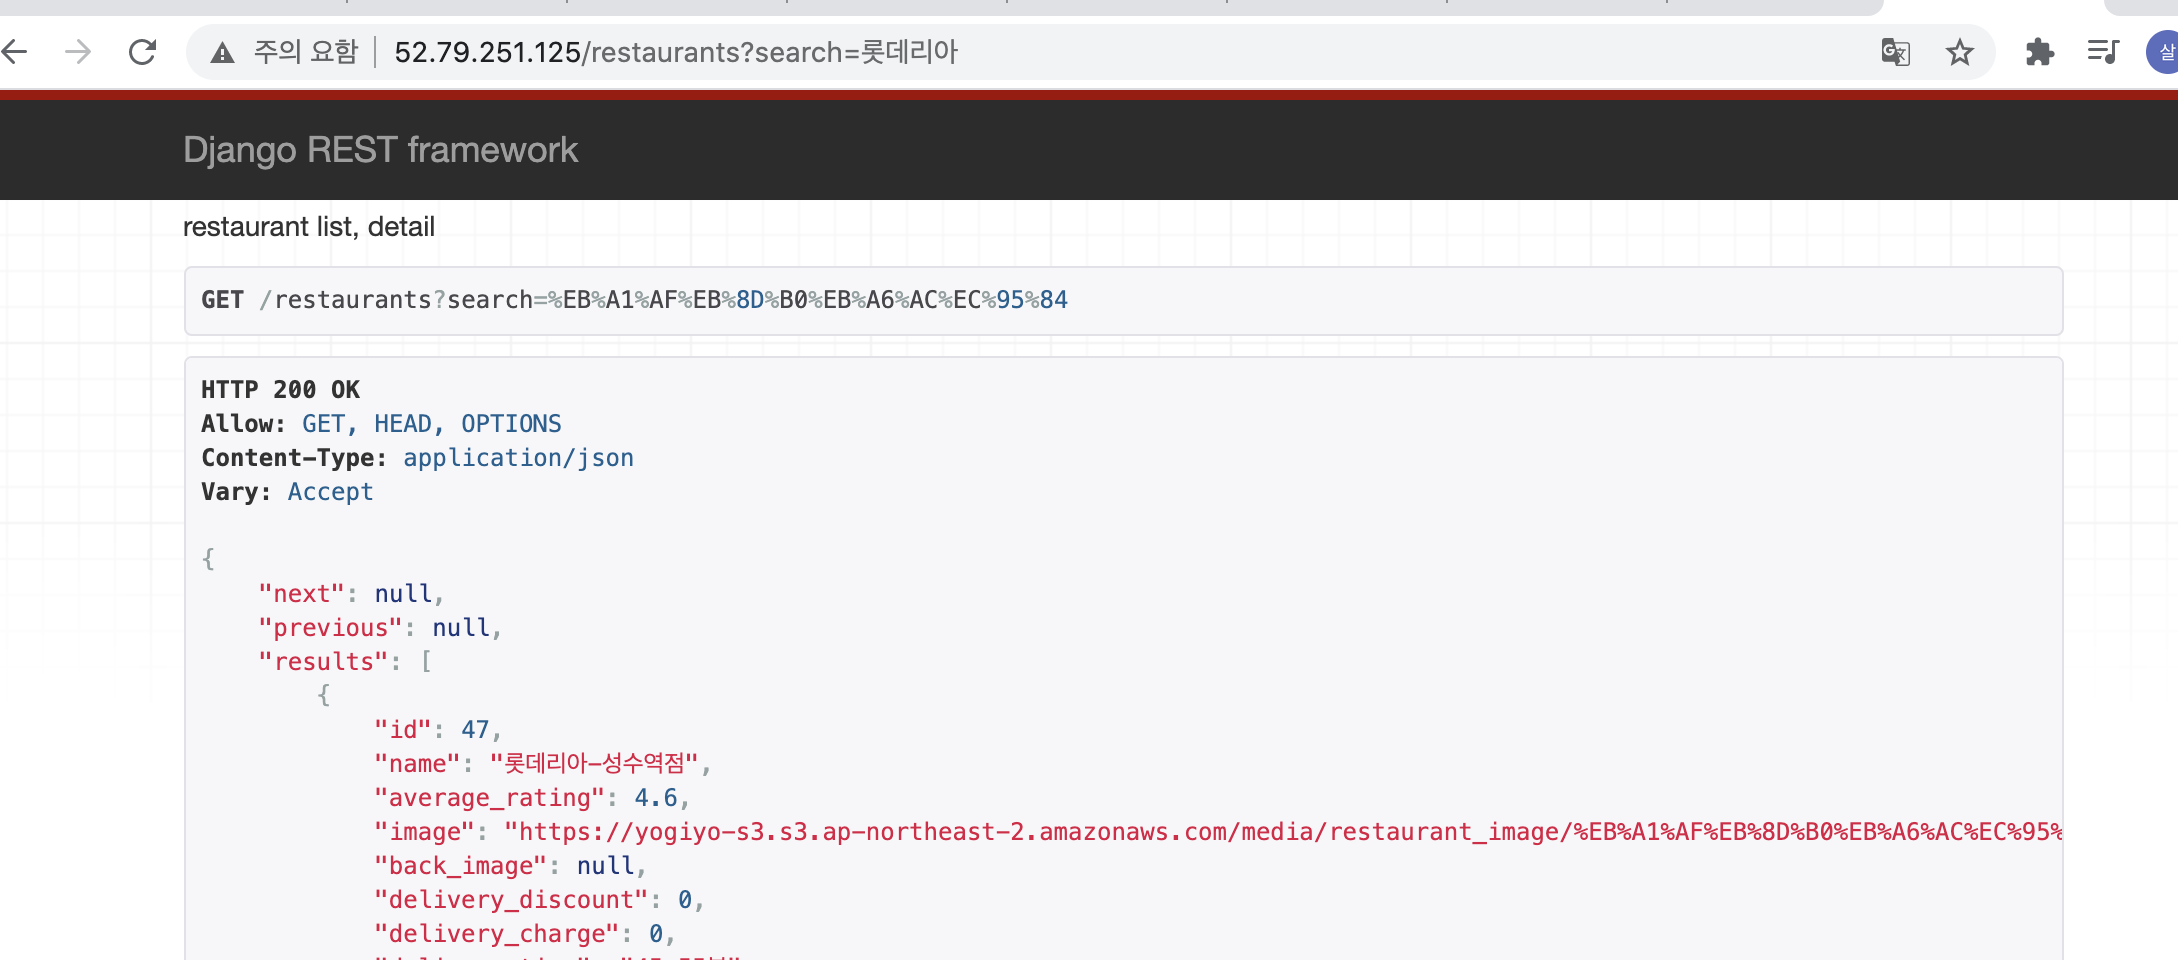 주의 요함 52.79.251.125/restaurants?search=롯데리아
살
Django REST framework
restaurant list, detail
GET /restaurants?search=%EB%A1%AF%EB%8D%B0%EB%A6%AC%EC%95%84
HTTP 200 OK
Allow: GET, HEAD, OPTIONS
Content-Type: application/json
Vary: Accept
{
"next": null,
"previous": null,
"results": [
{
"id": 47,
"name": "롯데리아-성수역점",
"average_rating": 4.6,
"image": "https://yogiyo-s3.s3.ap-northeast-2.amazonaws.com/media/restaurant_image/%EB%A1%AF%EB%8D%B0%EB%A6%AC%EC%95%
"back_image": null,
"delivery_discount": 0,
"delivery_charge": 0,